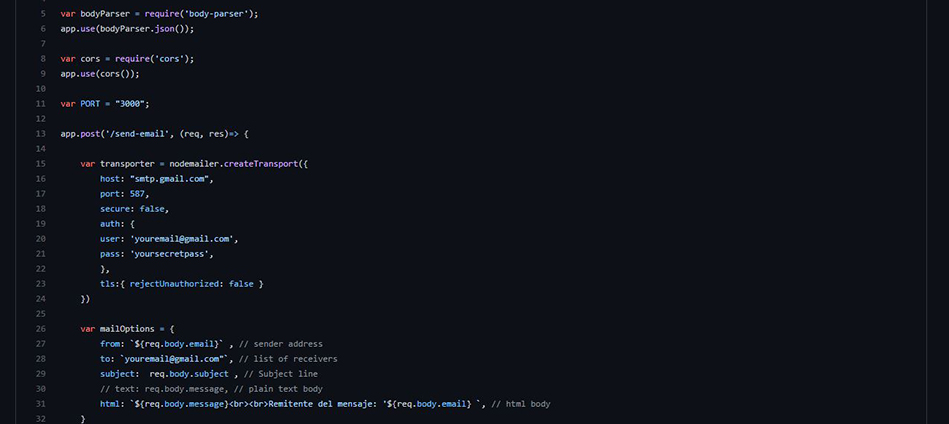 5 var bodyParser = require('body-parser');
6 app.use(bodyParser.json());
7
8 var cors = require('cors');
9 app.use(cors());
10
11 var PORT = "3000";
12
13 app.post('/send-email', (req, res)=> {
14
15 var transporter = nodemailer.createTransport({
16 host: "smtp.gmail.com",
17 port: 587,
18 secure: false,
19 auth: {
20 user: 'youremail@gmail.com',
21 pass: 'yoursecretpass',
22 },
23 tls:{ rejectUnauthorized: false }
24 })
25
26 var mailOptions = {
27 from: `${req.body.email}` , // sender address
28 to: `youremail@gmail.com"`, // list of receivers
29 subject:  req.body.subject , // Subject line
30 // text: req.body.message, // plain text body
31 html: `${req.body.message}<br><br>Remitente del mensaje: '${req.body.email} `, // html body
32 }